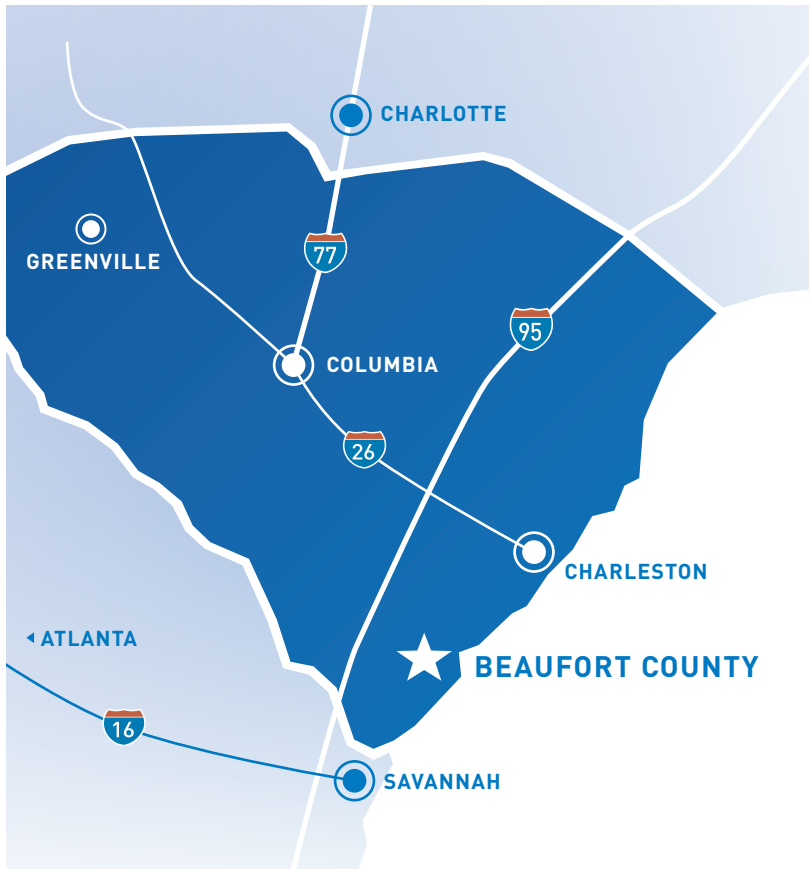 CHARLOTTE
GREENVILLE
77
95
COLUMBIA
26
CHARLESTON
ATLANTA
BEAUFORT COUNTY
16
SAVANNAH